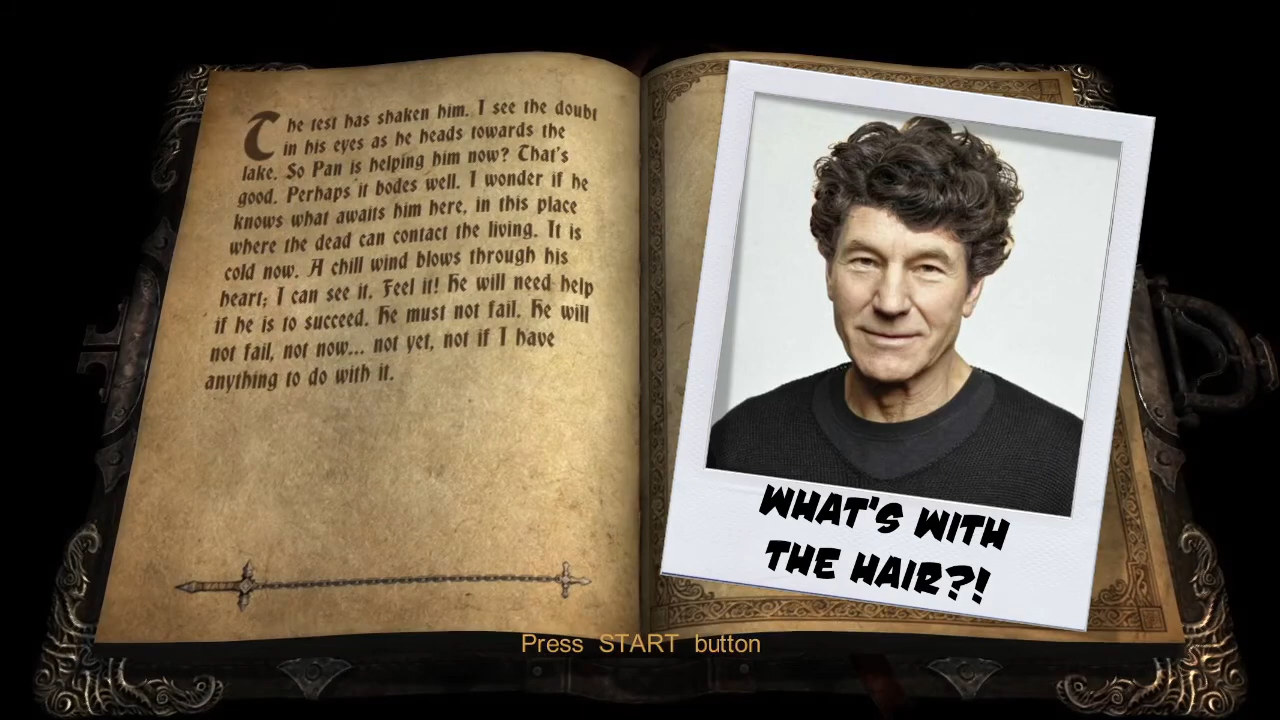 The test has shaken him. I see the doubt
in his eyes as he heads towards the
lake. So Pan is helping him now? That's
good. Perhaps it bodes well. I wonder if he
knows what awaits him here, in this place
where the dead can contact the living. It is
cold now. A chill wind blows through his
heart; I can see it. Feel it! He will need help
if he is to succeed. He must not fail. He will
not fail, not now... not yet, not if I have
anything to do with it.
WHAT'S WITH
THE HAIR?!
Press START button